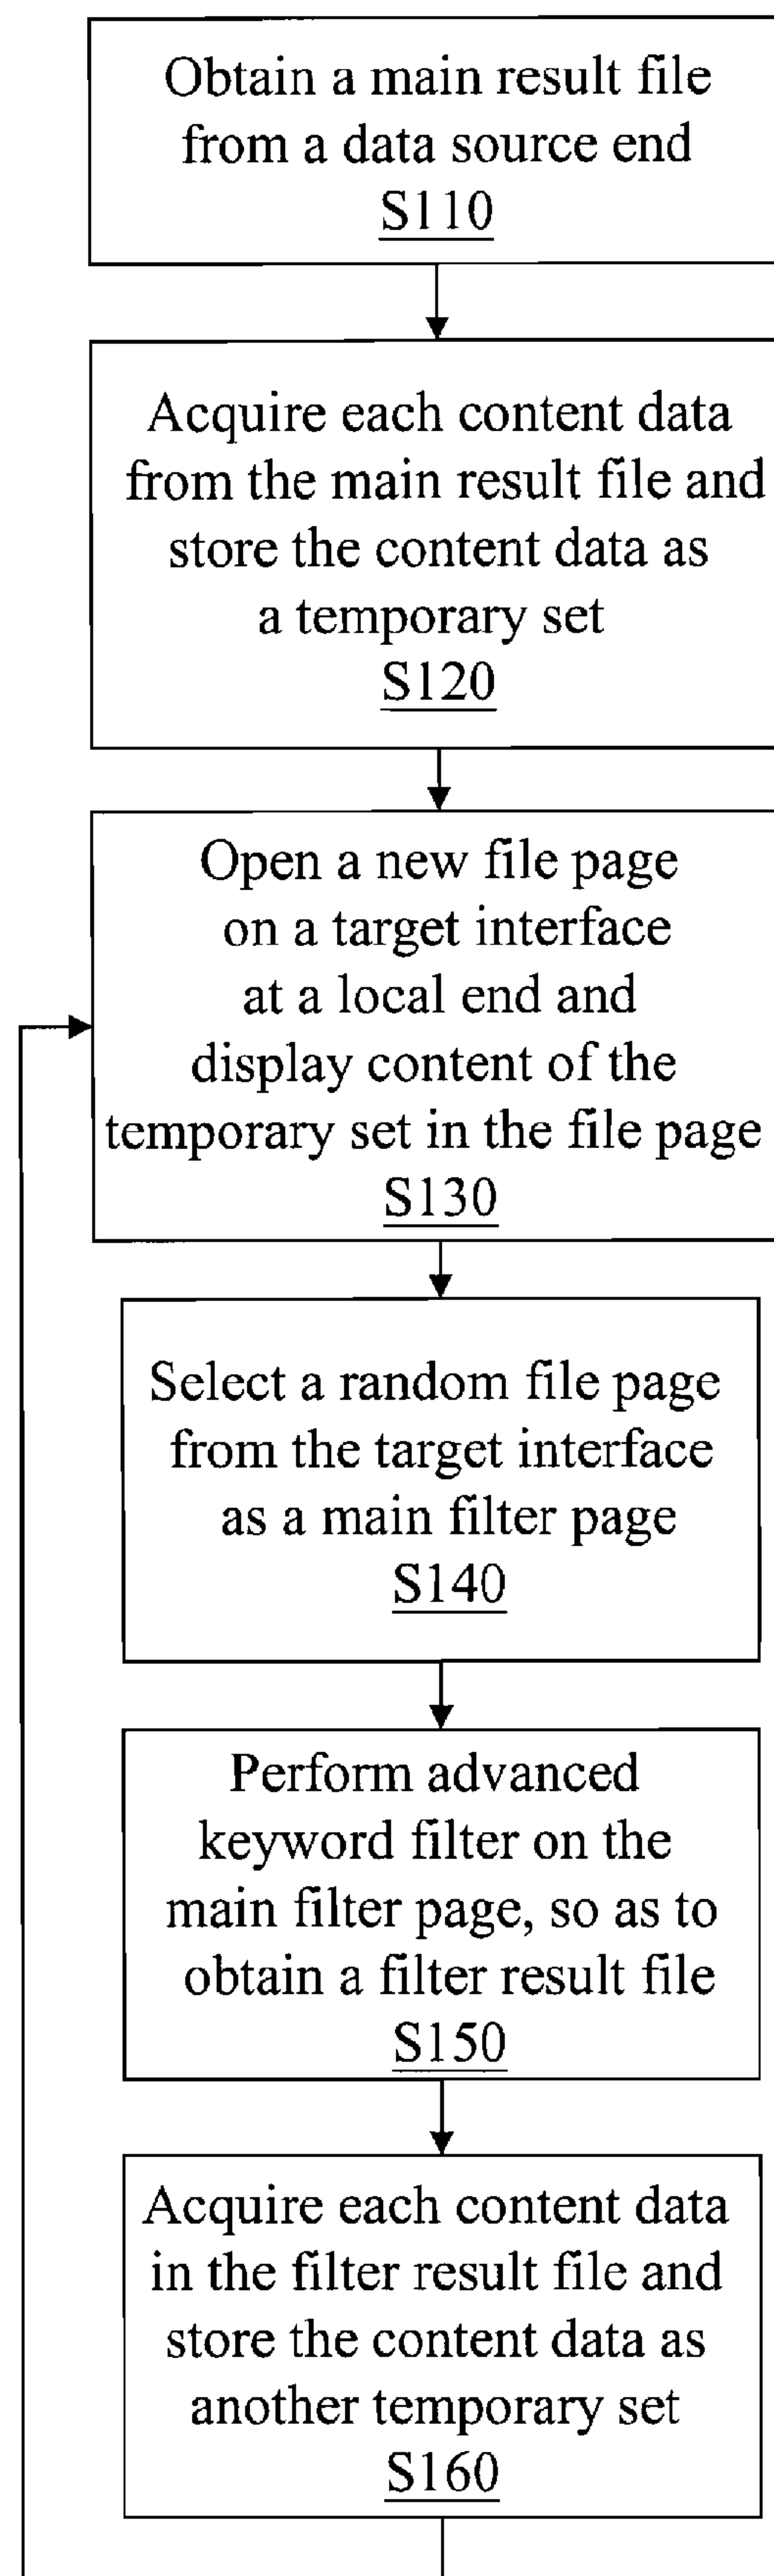 Obtain a main result file
from a data source end
S110
Acquire each content data
from the main result file and
store the content data as
a temporary set
S120
Open a new file page
on a target interface
at a local end and
display content of the
temporary set in the file page
S130
Select a random file page
from the target interface
as a main filter page
S140
Perform advanced
keyword filter on the
main filter page, so as to
obtain a filter result file
S150
Acquire each content data
in the filter result file and
store the content data as
another temporary set
S160